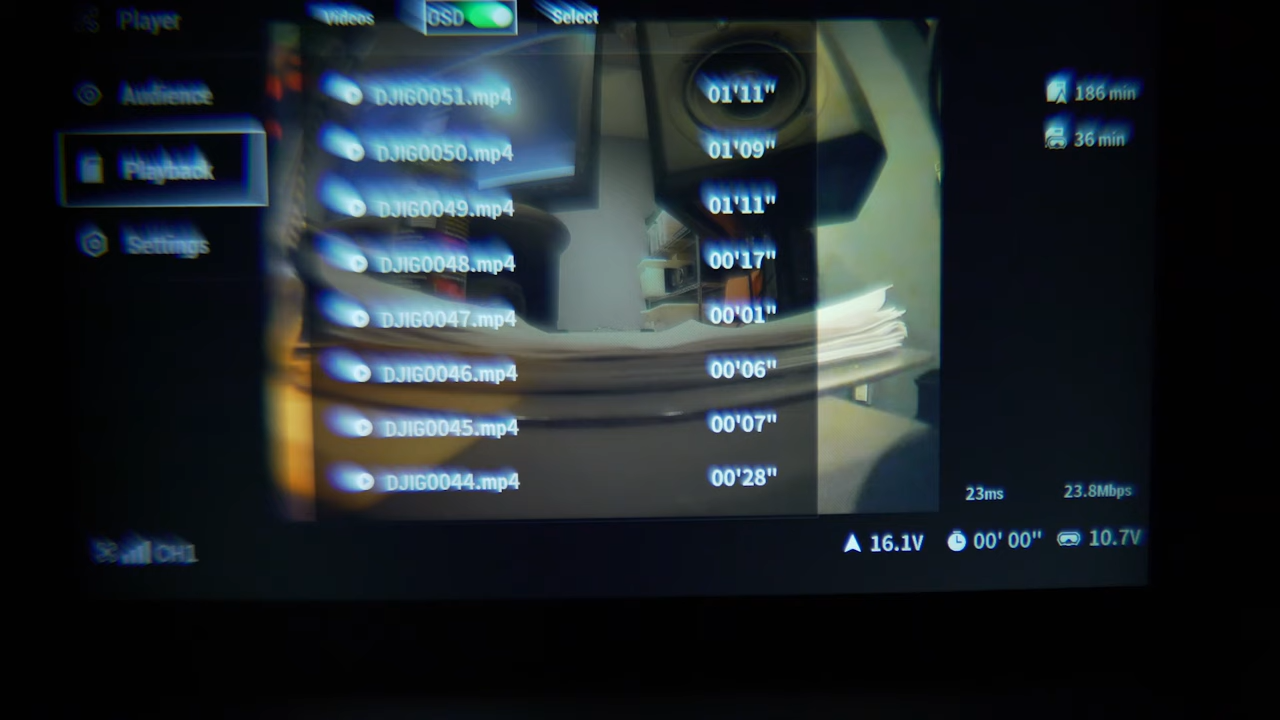 Player
Videos
OSD
Select
Audience
Playback
Settings
DJIG0051.mp4 01'11"
DJIG0050.mp4 01'09"
DJIG0049.mp4 01'11"
DJIG0048.mp4 00'17"
DJIG0047.mp4 00'01"
DJIG0046.mp4 00'06"
DJIG0045.mp4 00'07"
DJIG0044.mp4 00'28"
186 min
36 min
23ms 23.8Mbps
CH1
16.1V 00' 00" 10.7V